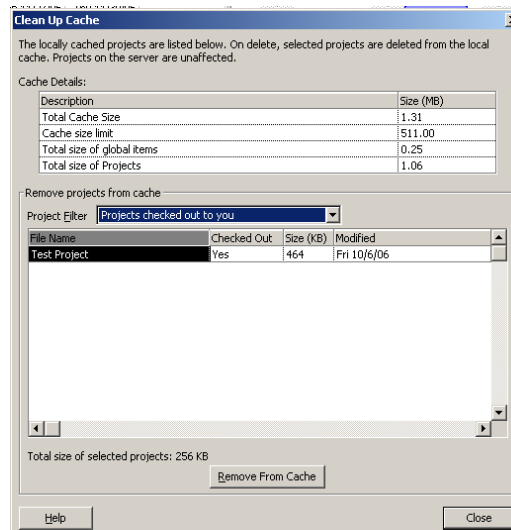 Clean Up Cache
The locally cached projects are listed below. On delete, selected projects are deleted from the local
cache. Projects on the server are unaffected.
Cache Details:
Description Size (MB)
Total Cache Size 1.31
Cache size limit 511.00
Total size of global items 0.25
Total size of Projects 1.06
Remove projects from cache
Project Filter Projects checked out to you
File Name Checked Out Size (KB) Modified
Test Project Yes 464 Fri 10/6/06
Total size of selected projects: 256 KB
Remove From Cache
Help Close